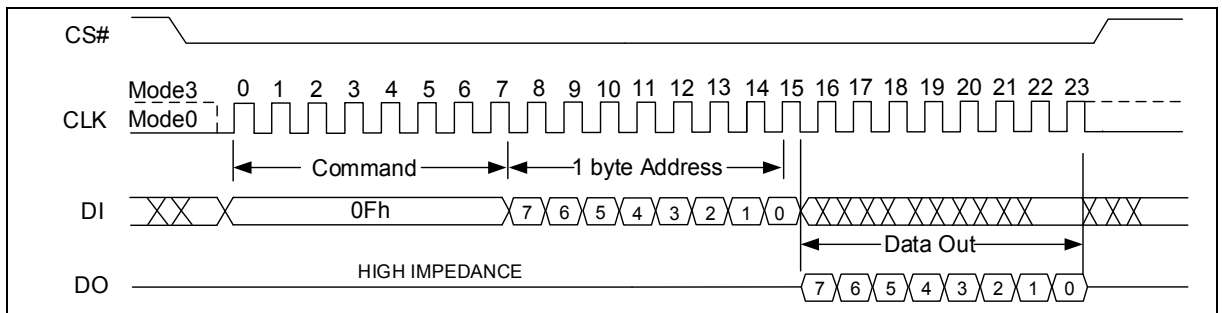 CS#
Mode3 0 1 2 3 4 5 6 7 8 9 10 11 12 13 14 15 16 17 18 19 20 21 22 23
CLK Mode0
Command 1 byte Address
DI 0Fh 7 6 5 4 3 2 1 0
Data Out
HIGH IMPEDANCE
DO 7 6 5 4 3 2 1 0